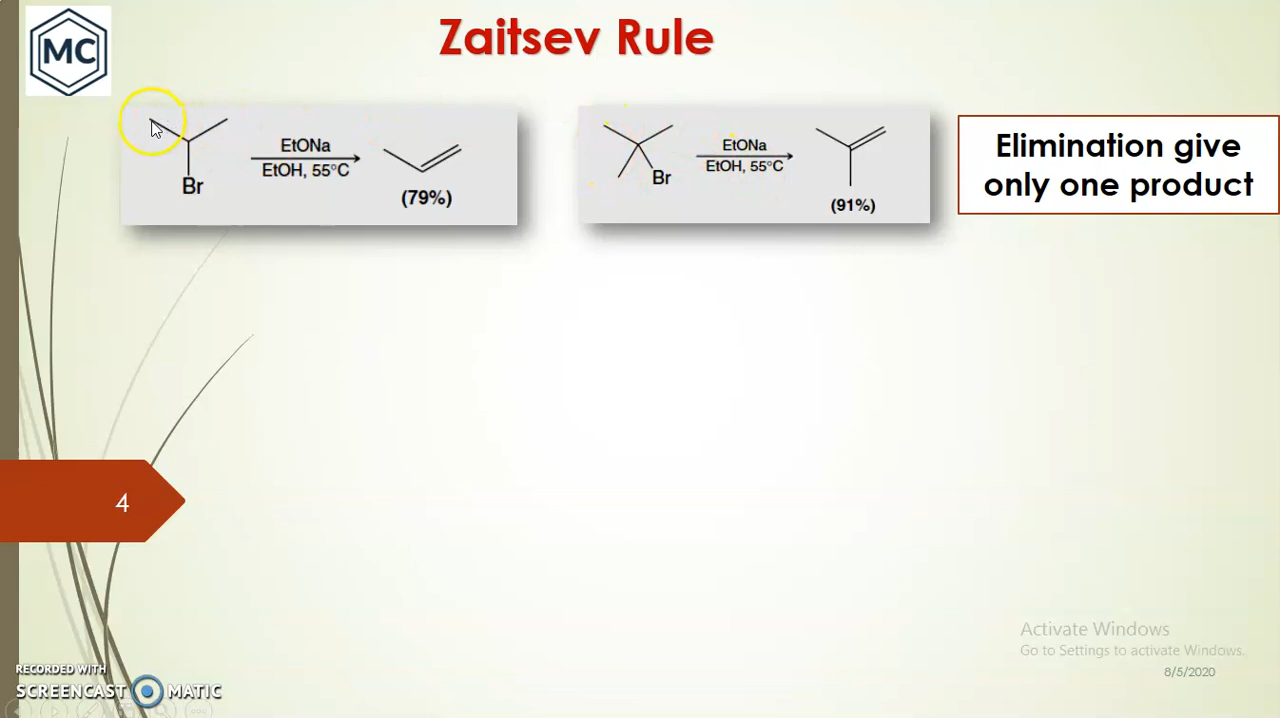 MC
Zaitsev Rule
Br
EtONa
EtOH, 55°C
(79%)
Br
EtONa
EtOH, 55°C
(91%)
Elimination give
only one product
4
Activate Windows
Go to Settings to activate Windows.
8/5/2020
RECORDED WITH
SCREENCAST MATIC